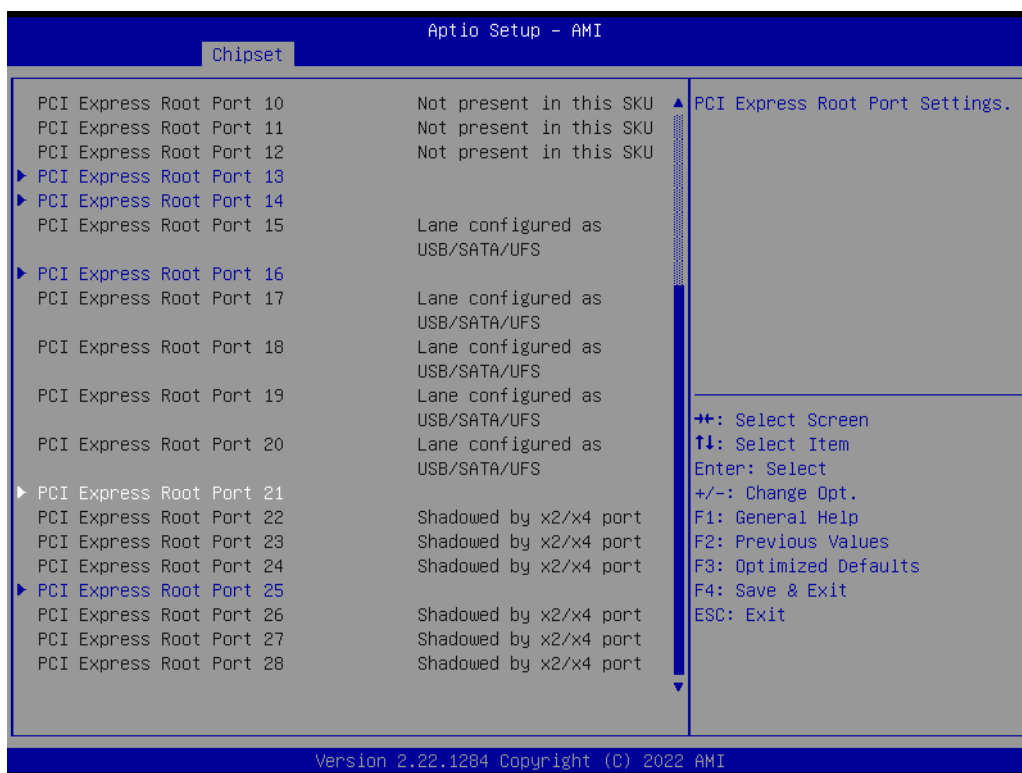 Aptio Setup – AMI
Chipset
PCI Express Root Port 10 Not present in this SKU
PCI Express Root Port 11 Not present in this SKU
PCI Express Root Port 12 Not present in this SKU
PCI Express Root Port 13
PCI Express Root Port 14
PCI Express Root Port 15 Lane configured as
USB/SATA/UFS
PCI Express Root Port 16
PCI Express Root Port 17 Lane configured as
USB/SATA/UFS
PCI Express Root Port 18 Lane configured as
USB/SATA/UFS
PCI Express Root Port 19 Lane configured as
USB/SATA/UFS
PCI Express Root Port 20 Lane configured as
USB/SATA/UFS
PCI Express Root Port 21
PCI Express Root Port 22 Shadowed by x2/x4 port
PCI Express Root Port 23 Shadowed by x2/x4 port
PCI Express Root Port 24 Shadowed by x2/x4 port
PCI Express Root Port 25
PCI Express Root Port 26 Shadowed by x2/x4 port
PCI Express Root Port 27 Shadowed by x2/x4 port
PCI Express Root Port 28 Shadowed by x2/x4 port
PCI Express Root Port Settings.
→←: Select Screen
↑↓: Select Item
Enter: Select
+/-: Change Opt.
F1: General Help
F2: Previous Values
F3: Optimized Defaults
F4: Save & Exit
ESC: Exit
Version 2.22.1284 Copyright (C) 2022 AMI